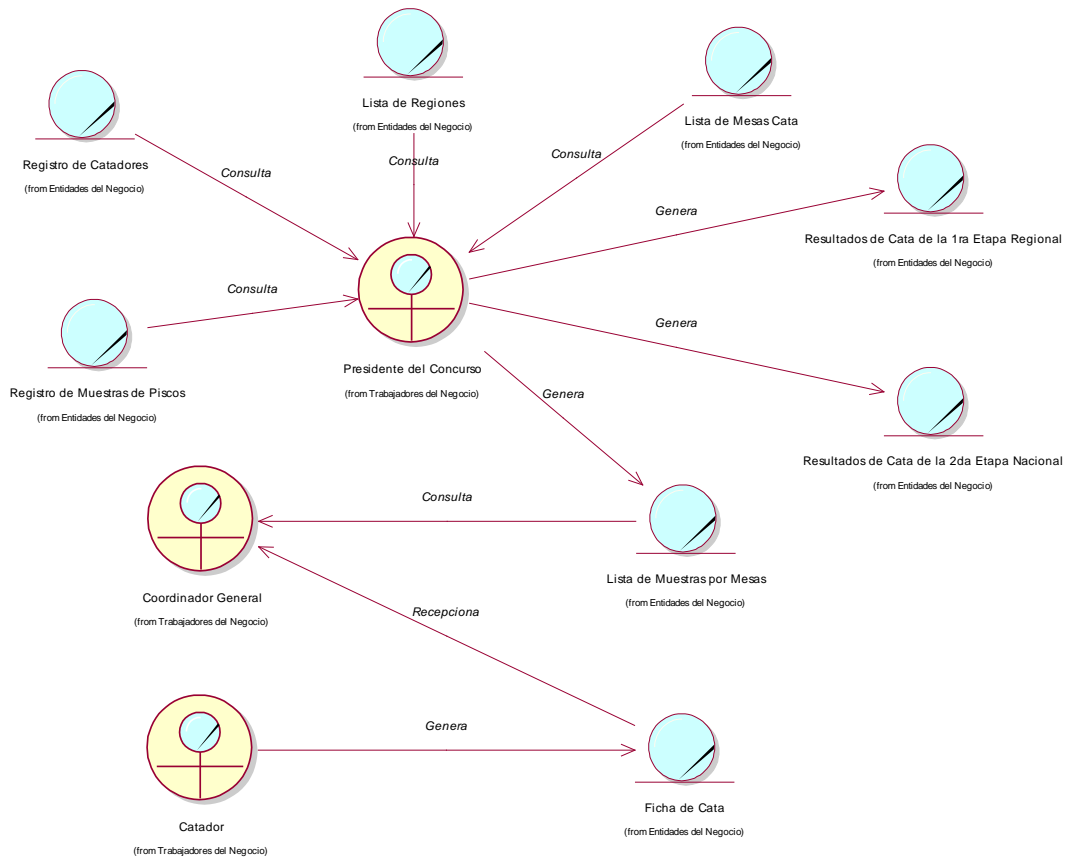 Lista de Regiones
(from Entidades del Negocio)
Lista de Mesas Cata
(from Entidades del Negocio)
Registro de Catadores
(from Entidades del Negocio)
Consulta
Consulta
Consulta
Genera
Resultados de Cata de la 1ra Etapa Regional
(from Entidades del Negocio)
Consulta
Genera
Presidente del Concurso
(from Trabajadores del Negocio)
Registro de Muestras de Piscos
(from Entidades del Negocio)
Genera
Resultados de Cata de la 2da Etapa Nacional
(from Entidades del Negocio)
Consulta
Lista de Muestras por Mesas
(from Entidades del Negocio)
Coordinador General
(from Trabajadores del Negocio)
Recepciona
Genera
Ficha de Cata
(from Entidades del Negocio)
Catador
(from Trabajadores del Negocio)